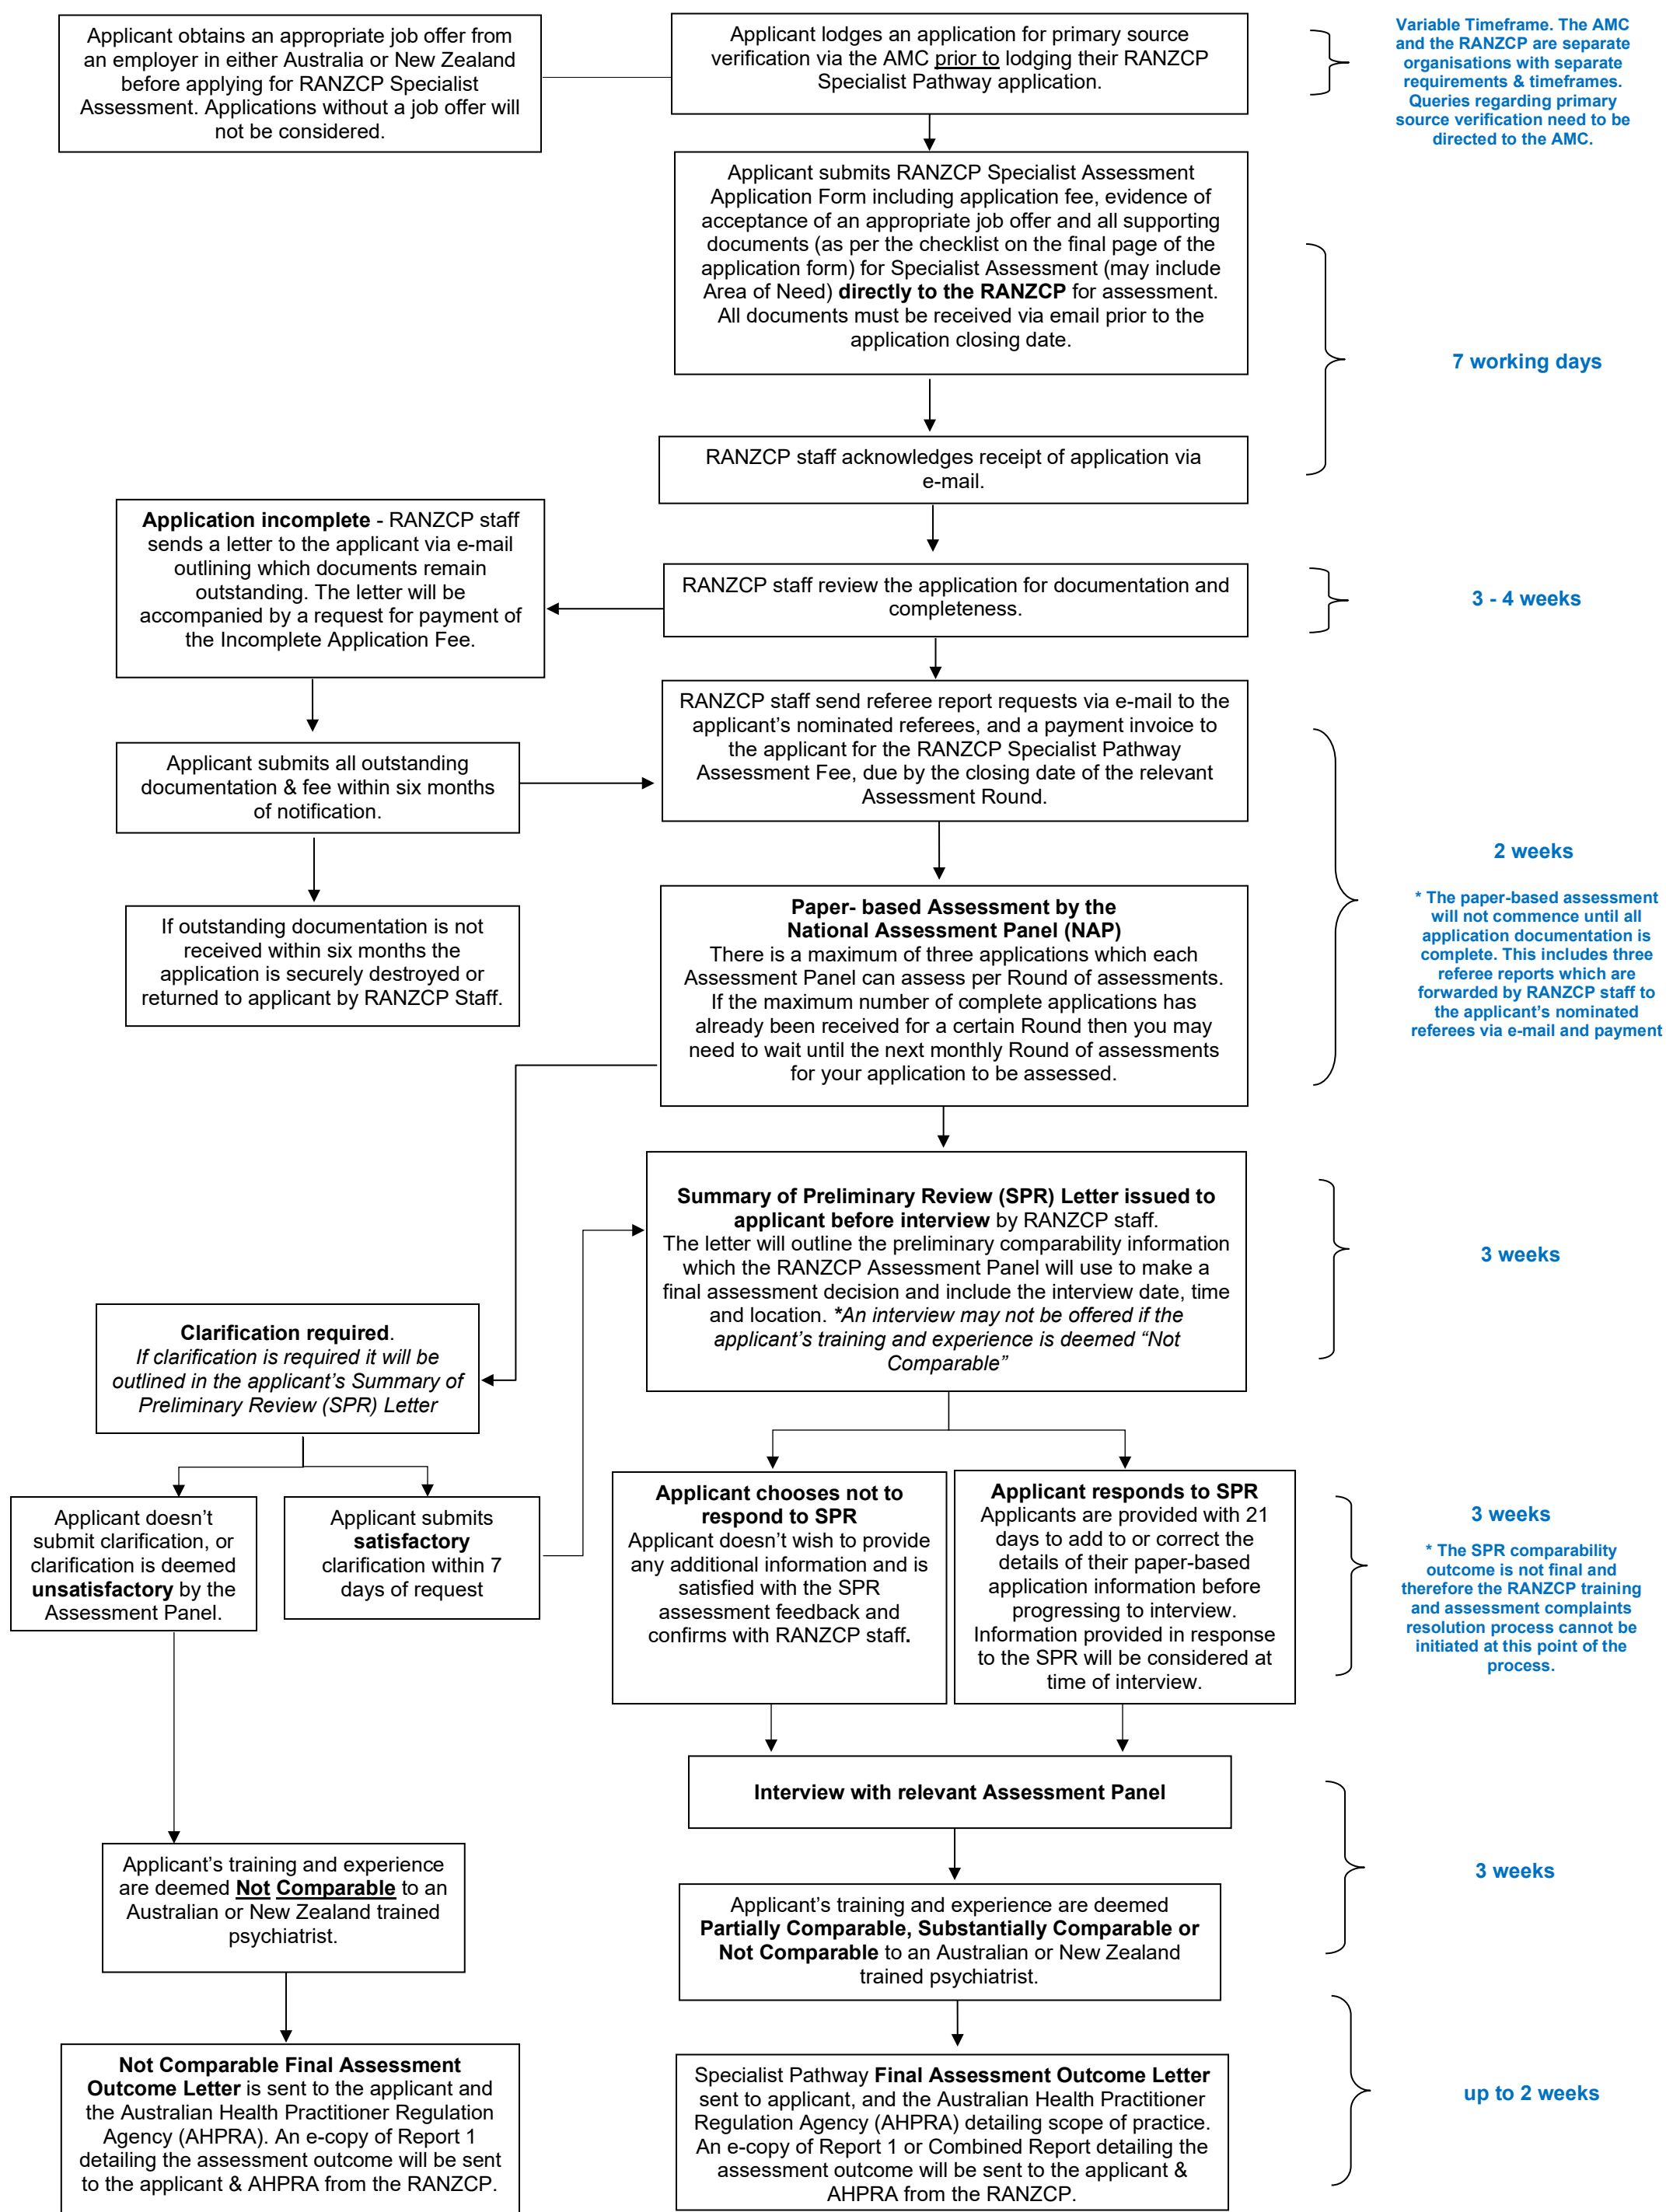 Applicant obtains an appropriate job offer from
an employer in either Australia or New Zealand
before applying for RANZCP Specialist
Assessment. Applications without a job offer will
not be considered.
Applicant lodges an application for primary source
verification via the AMC prior to lodging their RANZCP
Specialist Pathway application.
Variable Timeframe. The AMC
and the RANZCP are separate
organisations with separate
requirements & timeframes.
Queries regarding primary
source verification need to be
directed to the AMC.
Applicant submits RANZCP Specialist Assessment
Application Form including application fee, evidence of
acceptance of an appropriate job offer and all supporting
documents (as per the checklist on the final page of the
application form) for Specialist Assessment (may include
Area of Need) directly to the RANZCP for assessment.
All documents must be received via email prior to the
application closing date.
7 working days
RANZCP staff acknowledges receipt of application via
e-mail.
Application incomplete - RANZCP staff
sends a letter to the applicant via e-mail
outlining which documents remain
outstanding. The letter will be
accompanied by a request for payment of
the Incomplete Application Fee.
RANZCP staff review the application for documentation and
completeness.
3 - 4 weeks
RANZCP staff send referee report requests via e-mail to the
applicant's nominated referees, and a payment invoice to
the applicant for the RANZCP Specialist Pathway
Assessment Fee, due by the closing date of the relevant
Assessment Round.
Applicant submits all outstanding
documentation & fee within six months
of notification.
2 weeks
* The paper-based assessment
will not commence until all
application documentation is
complete. This includes three
referee reports which are
forwarded by RANZCP staff to
the applicant's nominated
referees via e-mail and payment
If outstanding documentation is not
received within six months the
application is securely destroyed or
returned to applicant by RANZCP Staff.
Paper- based Assessment by the
National Assessment Panel (NAP)
There is a maximum of three applications which each
Assessment Panel can assess per Round of assessments.
If the maximum number of complete applications has
already been received for a certain Round then you may
need to wait until the next monthly Round of assessments
for your application to be assessed.
Summary of Preliminary Review (SPR) Letter issued to
applicant before interview by RANZCP staff.
The letter will outline the preliminary comparability information
which the RANZCP Assessment Panel will use to make a
final assessment decision and include the interview date, time
and location. *An interview may not be offered if the
applicant's training and experience is deemed “Not
Comparable”
3 weeks
Clarification required.
If clarification is required it will be
outlined in the applicant's Summary of
Preliminary Review (SPR) Letter
Applicant doesn't
submit clarification, or
clarification is deemed
unsatisfactory by the
Assessment Panel.
Applicant submits
satisfactory
clarification within 7
days of request
Applicant chooses not to
respond to SPR
Applicant doesn't wish to provide
any additional information and is
satisfied with the SPR
assessment feedback and
confirms with RANZCP staff.
Applicant responds to SPR
Applicants are provided with 21
days to add to or correct the
details of their paper-based
application information before
progressing to interview.
Information provided in response
to the SPR will be considered at
time of interview.
3 weeks
* The SPR comparability
outcome is not final and
therefore the RANZCP training
and assessment complaints
resolution process cannot be
initiated at this point of the
process.
Interview with relevant Assessment Panel
3 weeks
Applicant's training and experience
are deemed Not Comparable to an
Australian or New Zealand trained
psychiatrist.
Applicant's training and experience are deemed
Partially Comparable, Substantially Comparable or
Not Comparable to an Australian or New Zealand
trained psychiatrist.
Not Comparable Final Assessment
Outcome Letter is sent to the applicant and
the Australian Health Practitioner Regulation
Agency (AHPRA). An e-copy of Report 1
detailing the assessment outcome will be sent
to the applicant & AHPRA from the RANZCP.
Specialist Pathway Final Assessment Outcome Letter
sent to applicant, and the Australian Health Practitioner
Regulation Agency (AHPRA) detailing scope of practice.
An e-copy of Report 1 or Combined Report detailing the
assessment outcome will be sent to the applicant &
AHPRA from the RANZCP.
up to 2 weeks